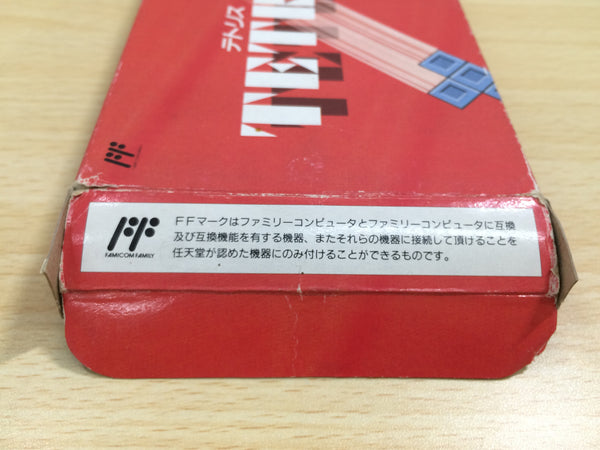 テトリス
TETR
FF
FF
FAMICOM FAMILY
FFマークはファミリーコンピュータとファミリーコンピュータに互換
及び互換機能を有する機器、またそれらの機器に接続して頂けることを
任天堂が認めた機器にのみ付けることができるものです。